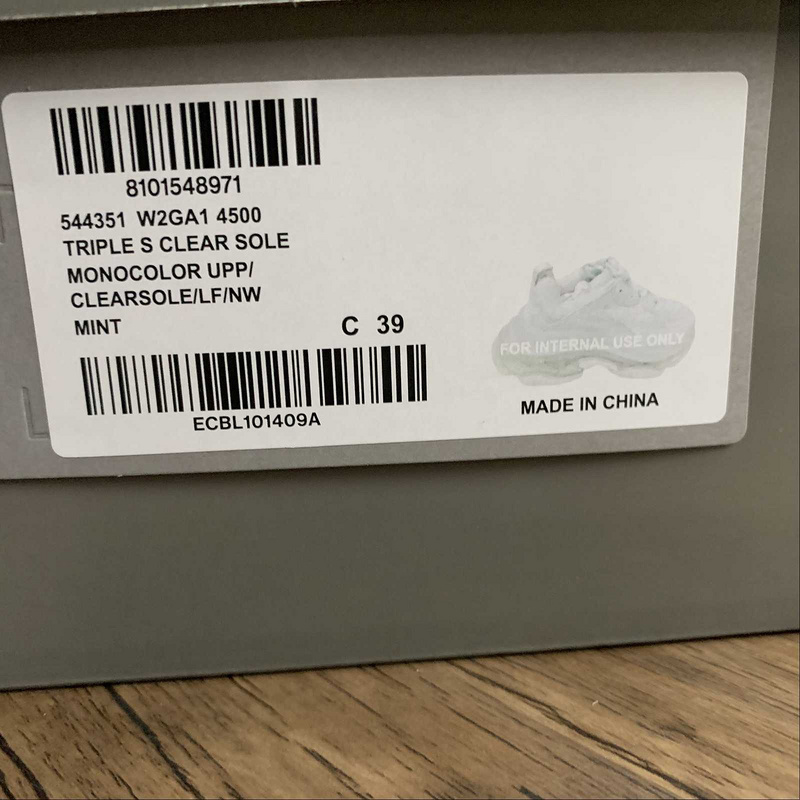 8101548971
544351 W2GA1 4500
TRIPLE S CLEAR SOLE
MONOCOLOR UPP/
CLEARSOLE/LF/NW
MINT C 39
ECBL101409A
FOR INTERNAL USE ONLY
MADE IN CHINA